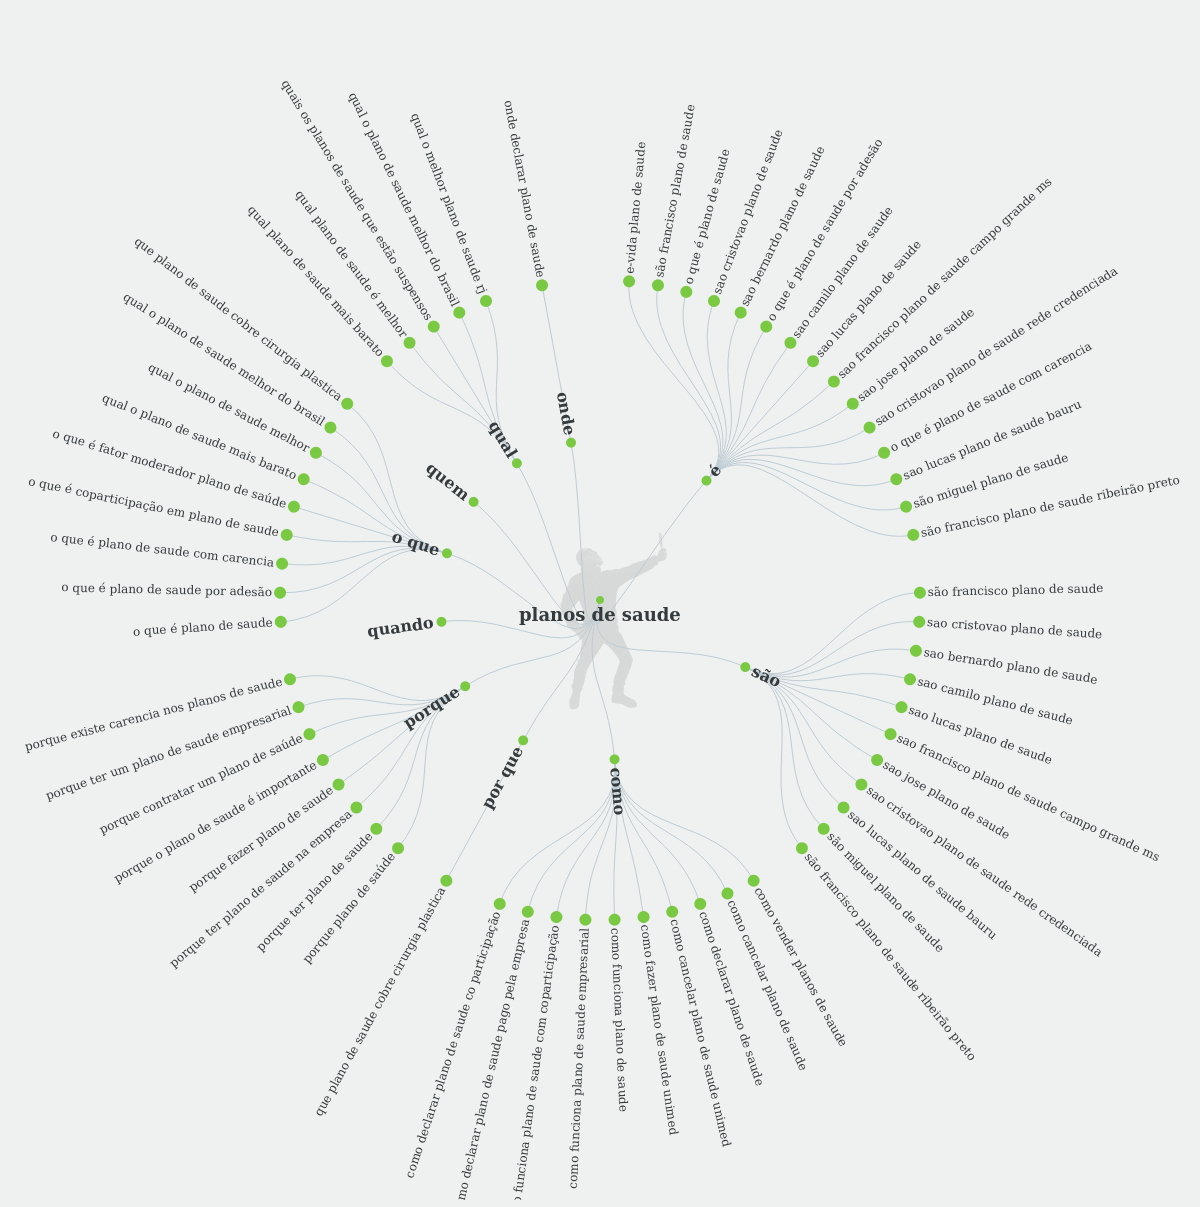 planos de saude
é
e-vida plano de saude
são francisco plano de saude
o que é plano de saude
sao cristovao plano de saude
sao bernardo plano de saude
o que é plano de saude por adesão
sao camilo plano de saude
sao lucas plano de saude
sao francisco plano de saude campo grande ms
sao jose plano de saude
sao cristovao plano de saude rede credenciada
o que é plano de saude com carencia
sao lucas plano de saude bauru
são miguel plano de saude
são francisco plano de saude ribeirão preto
são
são francisco plano de saude
sao cristovao plano de saude
sao bernardo plano de saude
sao camilo plano de saude
sao lucas plano de saude
sao francisco plano de saude campo grande ms
sao jose plano de saude
sao cristovao plano de saude rede credenciada
sao lucas plano de saude bauru
são miguel plano de saude
são francisco plano de saude ribeirão preto
como
como vender planos de saude
como cancelar plano de saude
como declarar plano de saude
como cancelar plano de saude unimed
como fazer plano de saude unimed
como funciona plano de saude
como funciona plano de saude empresarial
o funciona plano de saude com coparticipação
mo declarar plano de saude pago pela empresa
como declarar plano de saude co participação
por que
que plano de saude cobre cirurgia plastica
porque
porque plano de saúde
porque ter plano de saude
porque ter plano de saude na empresa
porque fazer plano de saude
porque o plano de saude é importante
porque contratar um plano de saúde
porque ter um plano de saude empresarial
porque existe carencia nos planos de saude
quando
o que
o que é plano de saude
o que é plano de saude por adesão
o que é plano de saude com carencia
o que é coparticipação em plano de saude
o que é fator moderador plano de saúde
qual o plano de saude mais barato
qual o plano de saude melhor
qual o plano de saude melhor do brasil
que plano de saude cobre cirurgia plastica
quem
qual
qual plano de saude mais barato
qual plano de saude é melhor
quais os planos de saude que estão suspensos
qual o plano de saude melhor do brasil
qual o melhor plano de saude rj
onde
onde declarar plano de saude